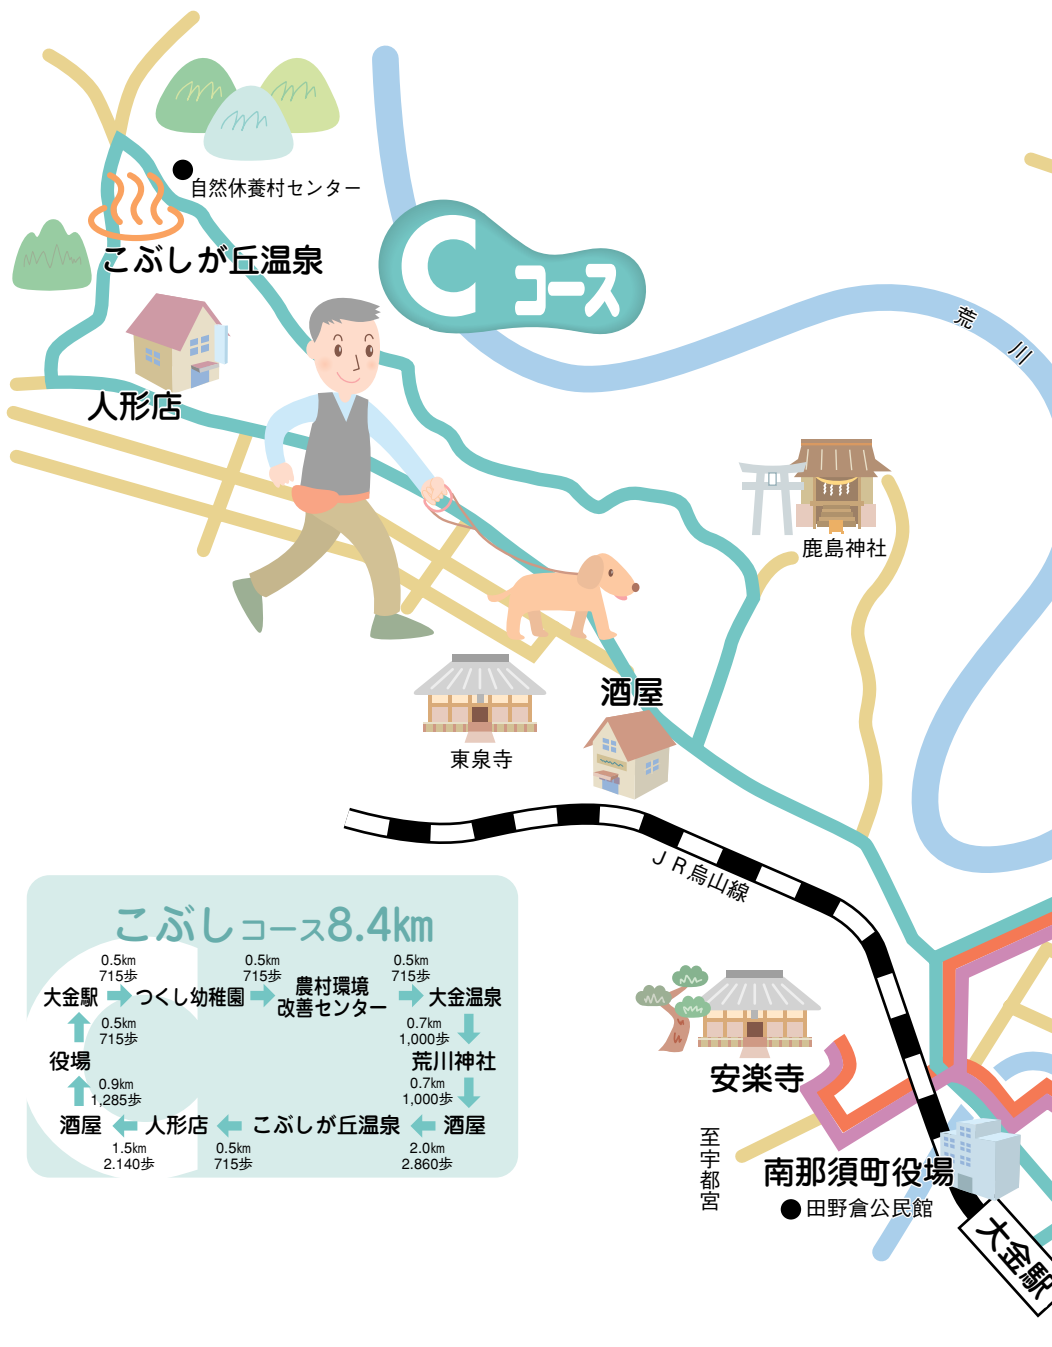 自然休養村センター
こぶしが丘温泉
C コース
荒川
人形店
鹿島神社
酒屋
東泉寺
JR烏山線
こぶしコース8.4km
0.5km
715歩
0.5km
715歩
0.5km
715歩
大金駅
つくし幼稚園
農村環境
改善センター
大金温泉
0.5km
715歩
0.7km
1,000歩
役場
荒川神社
0.9km
1,285歩
0.7km
1,000歩
酒屋
人形店
こぶしが丘温泉
酒屋
1.5km
2.140歩
0.5km
715歩
2.0km
2.860歩
安楽寺
至宇都宮
南那須町役場
田野倉公民館
大金駅